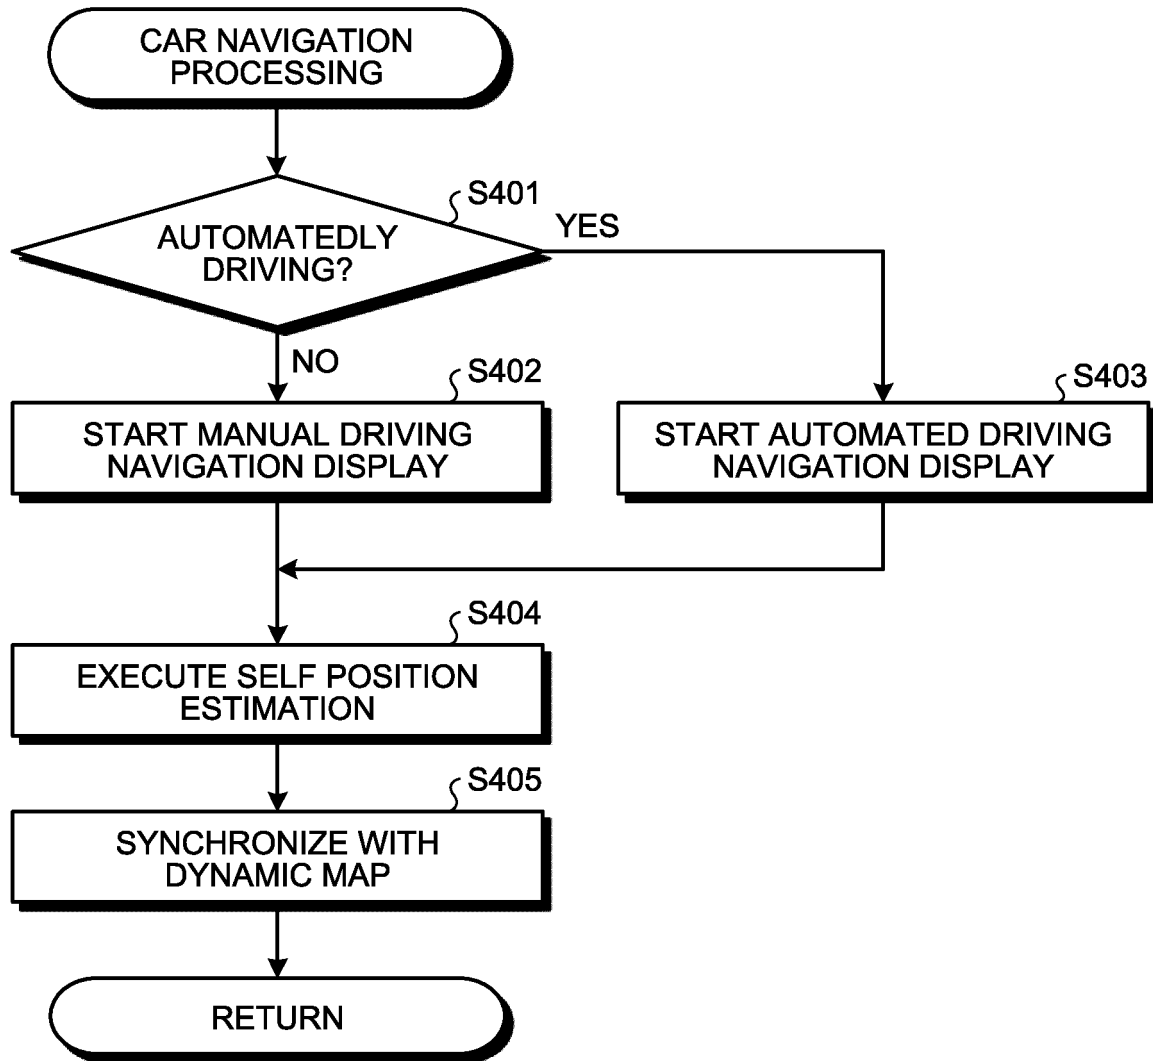 CAR NAVIGATION
PROCESSING
S401
AUTOMATEDLY
DRIVING?
YES
NO
S402
START MANUAL DRIVING
NAVIGATION DISPLAY
S403
START AUTOMATED DRIVING
NAVIGATION DISPLAY
S404
EXECUTE SELF POSITION
ESTIMATION
S405
SYNCHRONIZE WITH
DYNAMIC MAP
RETURN